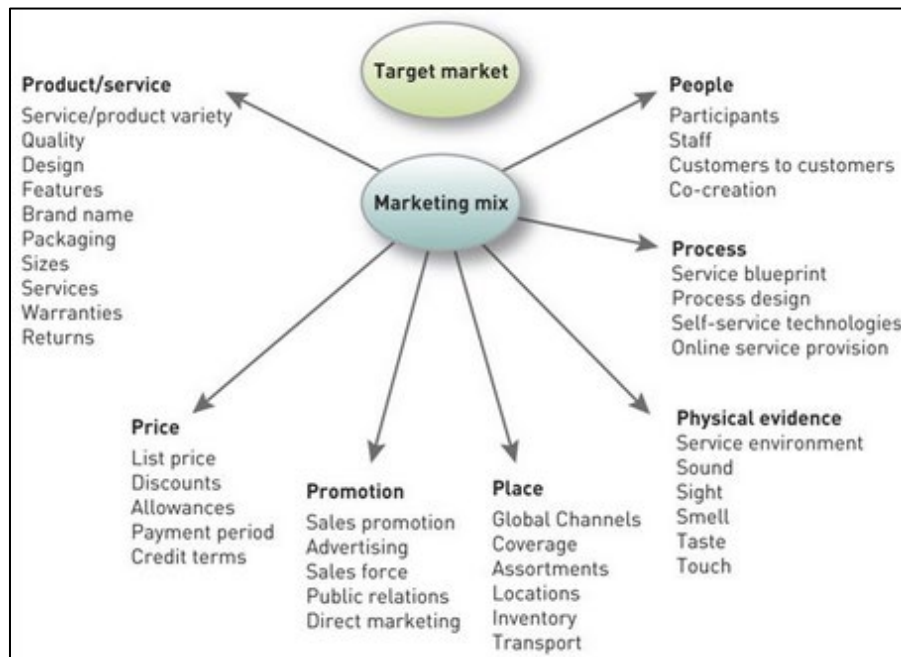 Target market
Marketing mix
Product/service
Service/product variety
Quality
Design
Features
Brand name
Packaging
Sizes
Services
Warranties
Returns
Price
List price
Discounts
Allowances
Payment period
Credit terms
Promotion
Sales promotion
Advertising
Sales force
Public relations
Direct marketing
Place
Global Channels
Coverage
Assortments
Locations
Inventory
Transport
Physical evidence
Service environment
Sound
Sight
Smell
Taste
Touch
Process
Service blueprint
Process design
Self-service technologies
Online service provision
People
Participants
Staff
Customers to customers
Co-creation